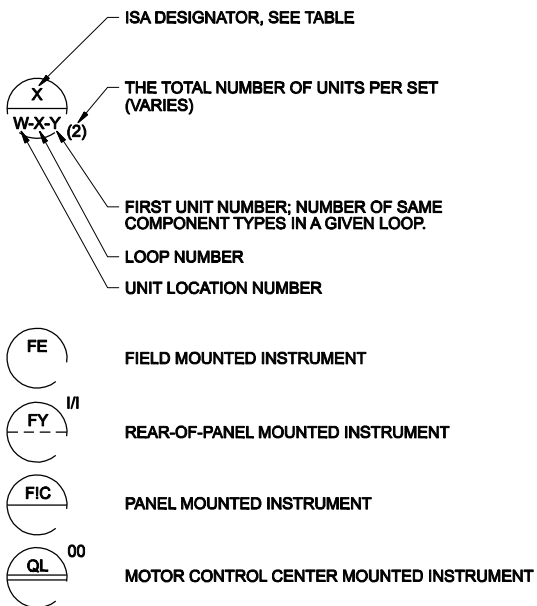 ISA DESIGNATOR, SEE TABLE
X
THE TOTAL NUMBER OF UNITS PER SET
(VARIES)
W-X-Y (2)
FIRST UNIT NUMBER; NUMBER OF SAME
COMPONENT TYPES IN A GIVEN LOOP.
LOOP NUMBER
UNIT LOCATION NUMBER
FE
FIELD MOUNTED INSTRUMENT
I/I
FY
REAR-OF-PANEL MOUNTED INSTRUMENT
FIC
PANEL MOUNTED INSTRUMENT
00
QL
MOTOR CONTROL CENTER MOUNTED INSTRUMENT